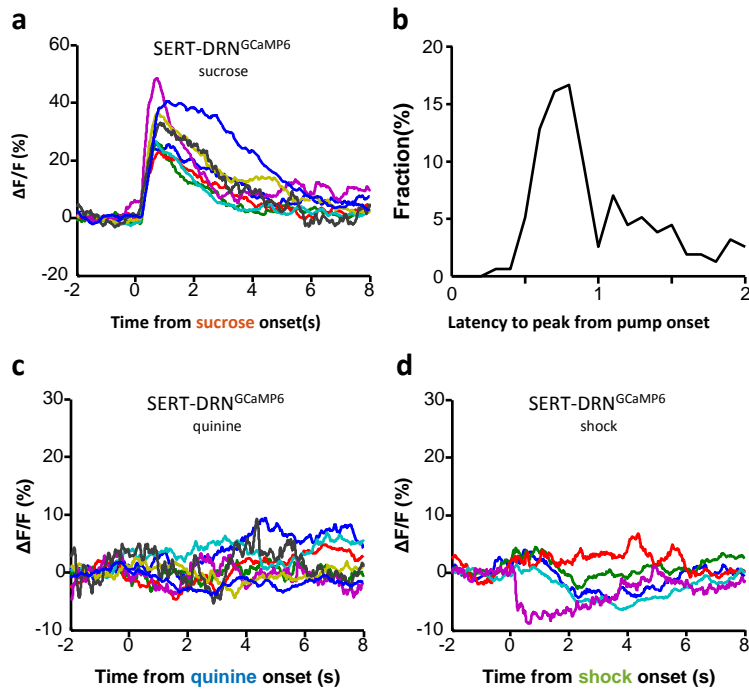 a
SERT-DRN^GCaMP6
sucrose
60
40
20
0
-20
ΔF/F (%)
-2 0 2 4 6 8
Time from sucrose onset(s)
b
20
15
10
5
0
Fraction(%)
0 1 2
Latency to peak from pump onset
c
SERT-DRN^GCaMP6
quinine
30
20
10
0
-10
ΔF/F (%)
-2 0 2 4 6 8
Time from quinine onset (s)
d
SERT-DRN^GCaMP6
shock
30
20
10
0
-10
ΔF/F (%)
-2 0 2 4 6 8
Time from shock onset (s)